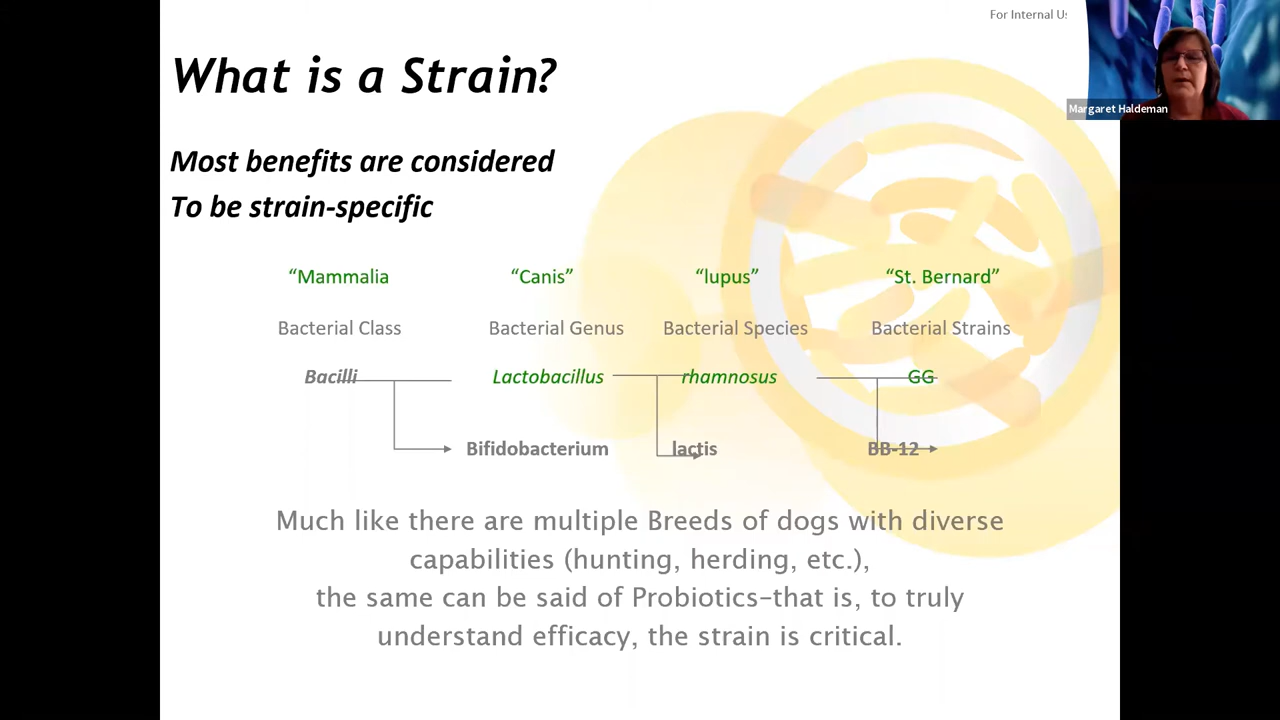 For Internal Us
Margaret Haldeman
What is a Strain?
Most benefits are considered
To be strain-specific
“Mammalia “Canis” “lupus” “St. Bernard”
Bacterial Class Bacterial Genus Bacterial Species Bacterial Strains
Bacilli Lactobacillus rhamnosus GG
Bifidobacterium lactis BB-12
Much like there are multiple Breeds of dogs with diverse
capabilities (hunting, herding, etc.),
the same can be said of Probiotics–that is, to truly
understand efficacy, the strain is critical.